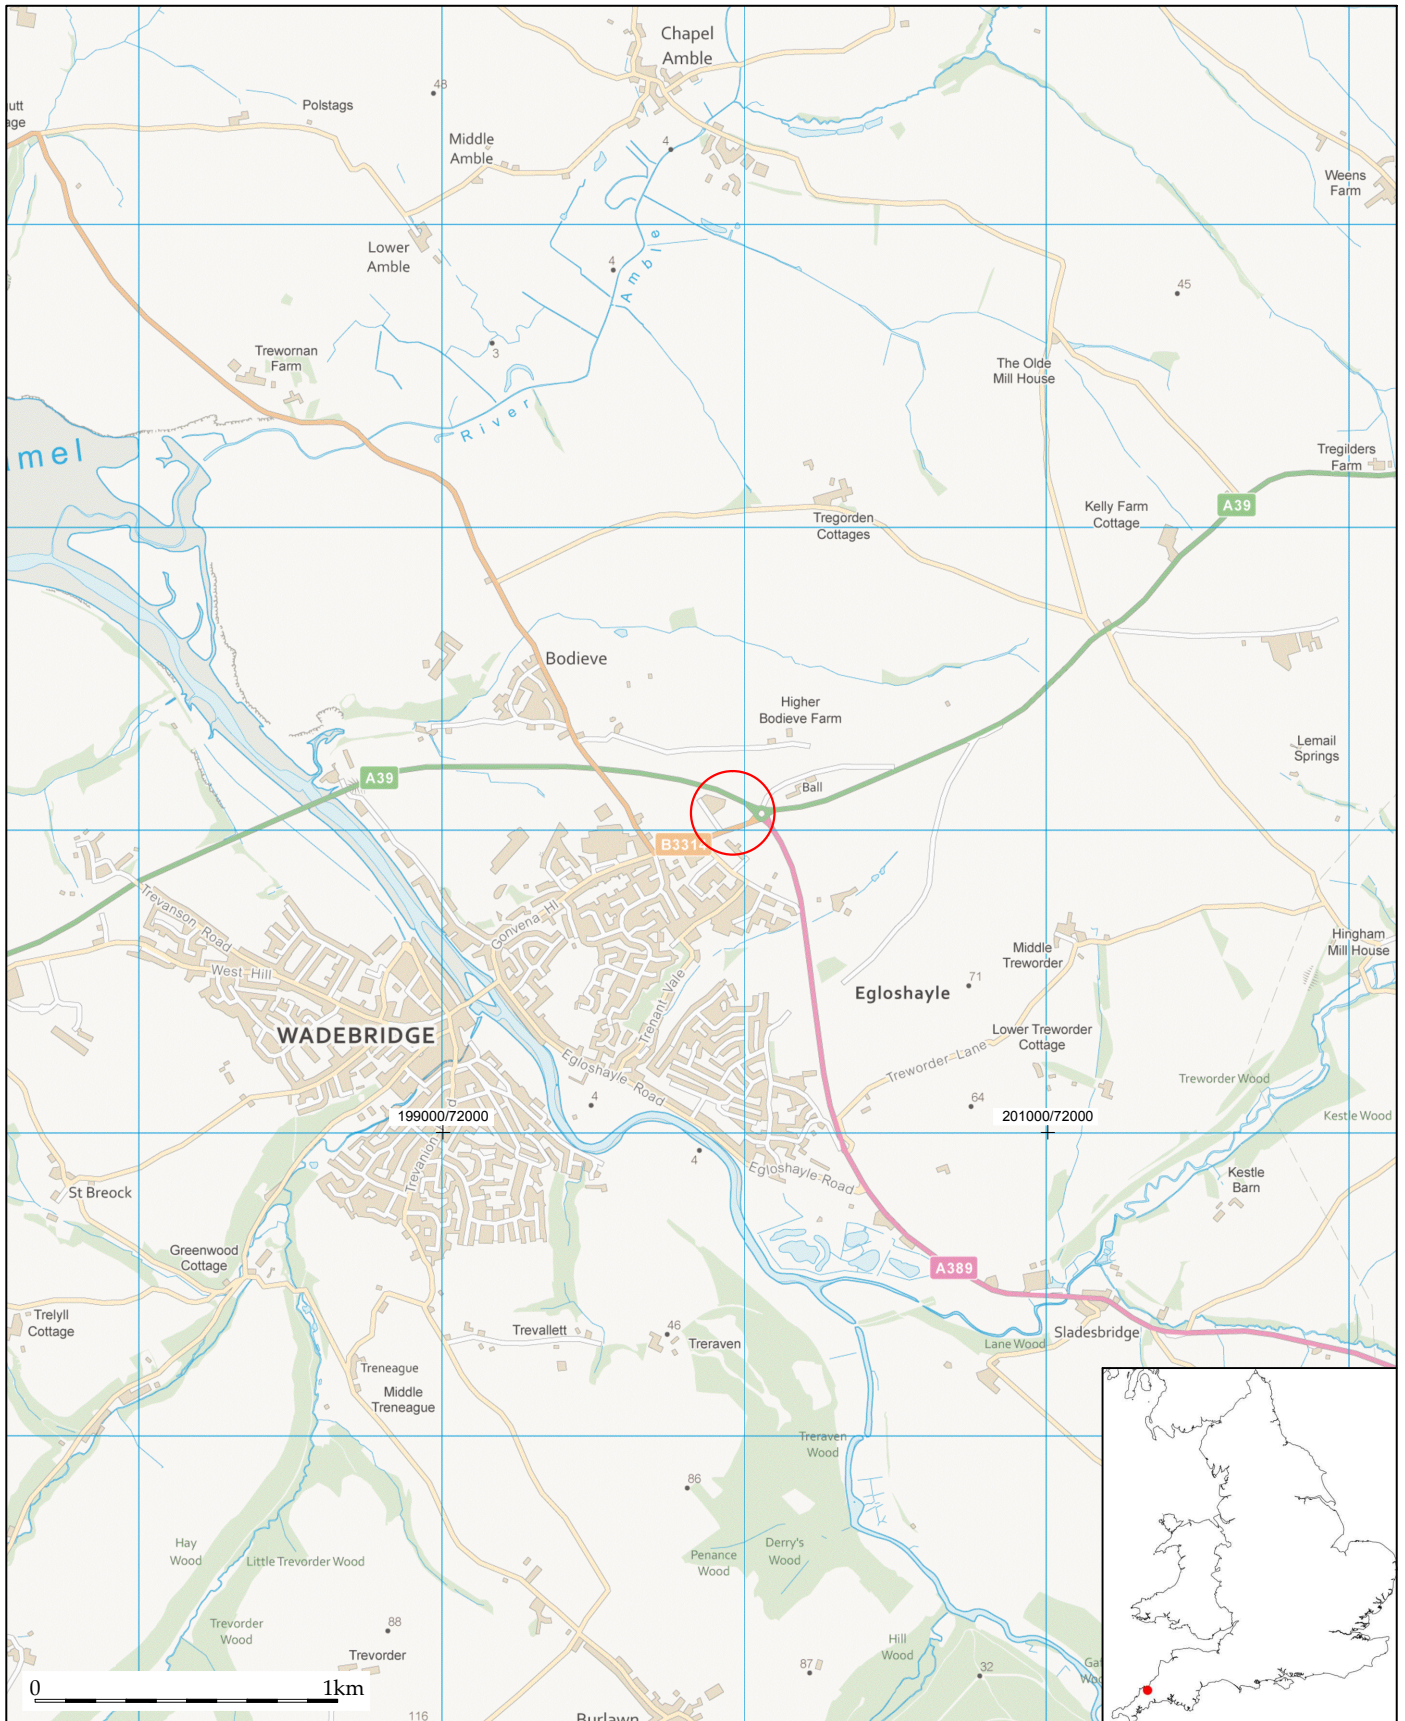 Chapel
Amble
48
Polstags
4
Middle
Amble
Weens
Farm
Lower
Amble
4
Amble
45
3
Trewornan
Farm
The Olde
Mill House
River
mel
Tregilders
Farm
A39
Kelly Farm
Cottage
Tregorden
Cottages
Bodieve
Higher
Bodieve Farm
Lemail
Springs
A39
Ball
B331
Trevanson Road
Gonvena Hl
West Hill
Middle
Treworder
Hingham
Mill House
71
Egloshayle
Trenant Vale
WADEBRIDGE
Lower Treworder
Cottage
Treworder Lane
Egloshayle Road
Treworder Wood
4
64
Kestle Wood
199000/72000
201000/72000
Trevanion
4
Egloshayle Road
Kestle
Barn
St Breock
Greenwood
Cottage
A389
Trelyll
Cottage
Trevallett
46
Treraven
Lane Wood
Sladesbridge
Treneague
Middle
Treneague
Treraven
Wood
86
Hay
Wood
Little Trevorder Wood
Penance
Wood
Derry's
Wood
Trevorder
Wood
88
Trevorder
Hill
Wood
87
32
0
1km
116
Burlawn